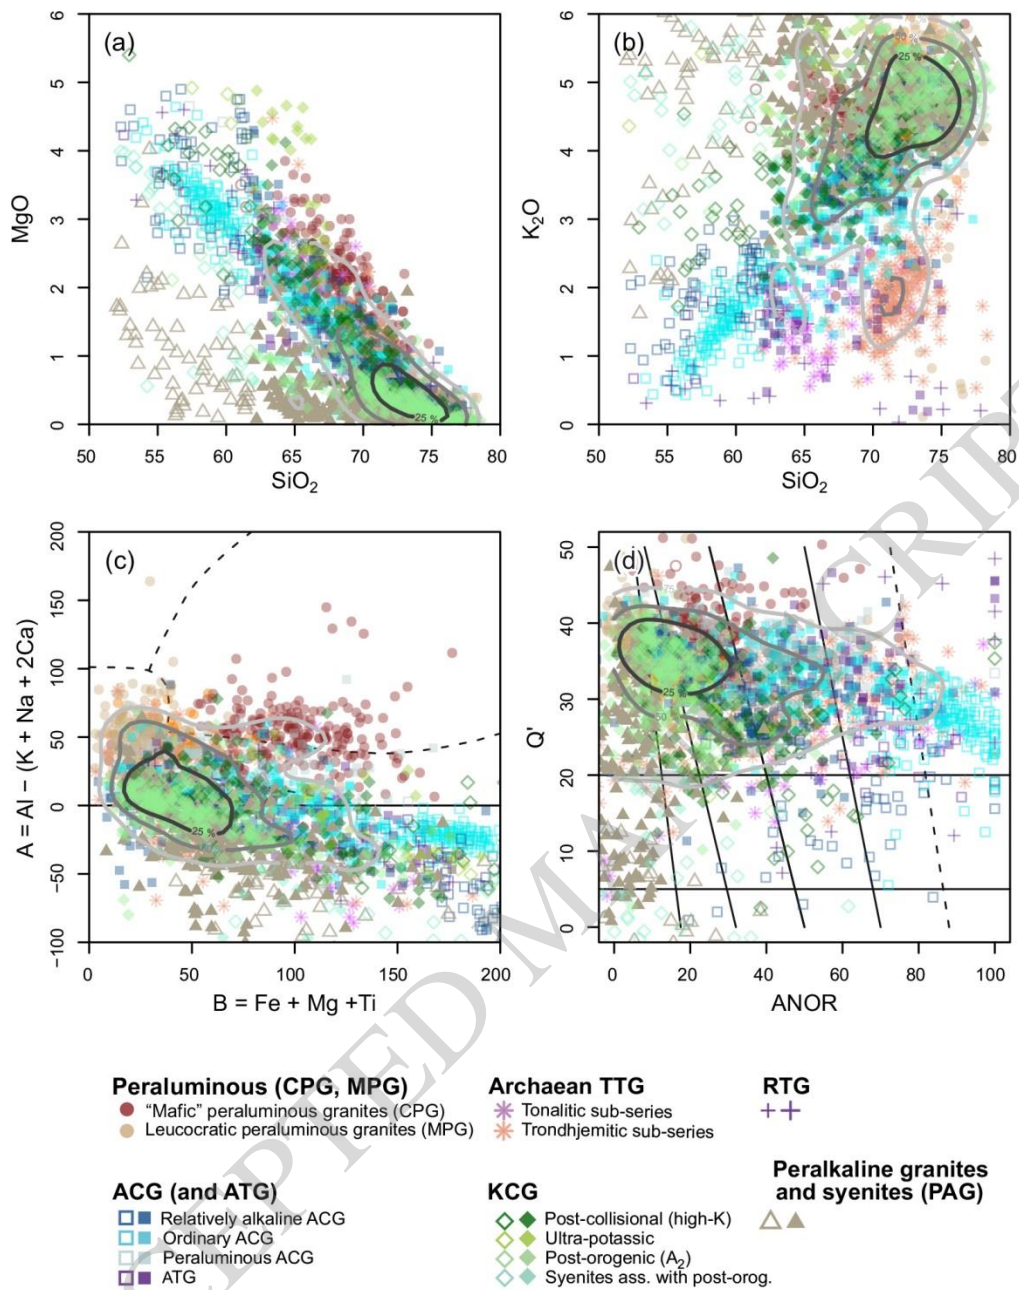 (a)
6
5
4
3
2
1
0
MgO
50 55 60 65 70 75 80
SiO2
25 %
(b)
6
5
4
3
2
1
0
K2O
50 55 60 65 70 75 80
SiO2
50 %
25 %
(c)
200
150
100
50
0
−50
−100
A = Al − (K + Na + 2Ca)
0 50 100 150 200
B = Fe + Mg +Ti
25 %
(d)
50
40
30
20
10
0
Q'
0 20 40 60 80 100
ANOR
25 %
50
Peraluminous (CPG, MPG)
“Mafic” peraluminous granites (CPG)
Leucocratic peraluminous granites (MPG)
Archaean TTG
Tonalitic sub-series
Trondhjemitic sub-series
RTG
ACG (and ATG)
Relatively alkaline ACG
Ordinary ACG
Peraluminous ACG
ATG
KCG
Post-collisional (high-K)
Ultra-potassic
Post-orogenic (A2)
Syenites ass. with post-orog.
Peralkaline granites
and syenites (PAG)